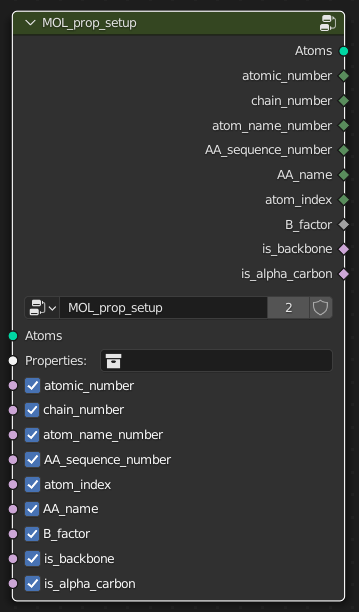 MOL_prop_setup
Atoms
atomic_number
chain_number
atom_name_number
AA_sequence_number
AA_name
atom_index
B_factor
is_backbone
is_alpha_carbon
MOL_prop_setup 2
Atoms
Properties:
atomic_number
chain_number
atom_name_number
AA_sequence_number
atom_index
AA_name
B_factor
is_backbone
is_alpha_carbon